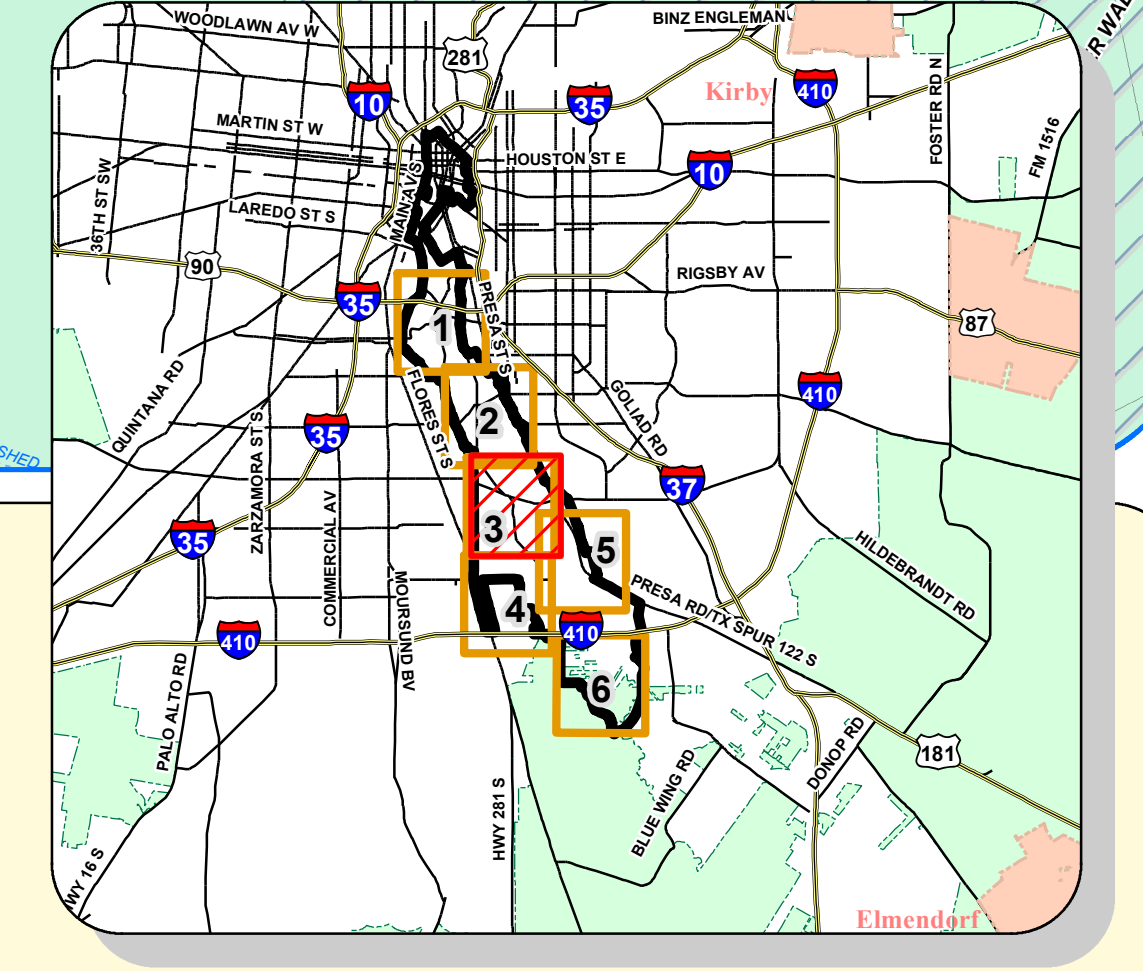 WOODLAWN AV W
BINZ ENGLEMAN
R WAL
281
10
35
410
Kirby
MARTIN ST W
FOSTER RD N
FM 1516
HOUSTON ST E
10
36TH ST SW
MAIN AV S
LAREDO ST S
90
35
RIGSBY AV
87
PRESA ST S
1
QUINTANA RD
FLORES ST S
2
GOLIAD RD
410
35
ZARZAMORA ST S
SHED
37
35
COMMERCIAL AV
3
5
HILDEBRANDT RD
MOURSUND BV
4
PRESA RD/TX SPUR 122 S
410
410
PALO ALTO RD
6
DONOP RD
181
BLUE WING RD
HWY 281 S
WY 16 S
Elmendorf